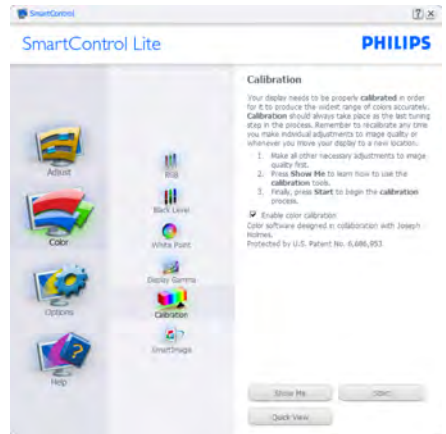 SmartControl
SmartControl Lite
PHILIPS
Adjust
Color
Options
Help
RGB
Black Level
White Point
Display Gamma
Calibration
SmartImage
Calibration
Your display needs to be properly calibrated in order
for it to produce the widest range of colors accurately.
Calibration should always take place as the last tuning
step in the process. Remember to recalibrate any time
you make individual adjustments to image quality or
whenever you move your display to a new location.
1. Make all other necessary adjustments to image
quality first.
2. Press Show Me to learn how to use the
calibration tools.
3. Finally, press Start to begin the calibration
process.
Enable color calibration
Color software designed in collaboration with Joseph
Holmes.
Protected by U.S. Patent No. 6,686,953
Show Me
Start
Quick View